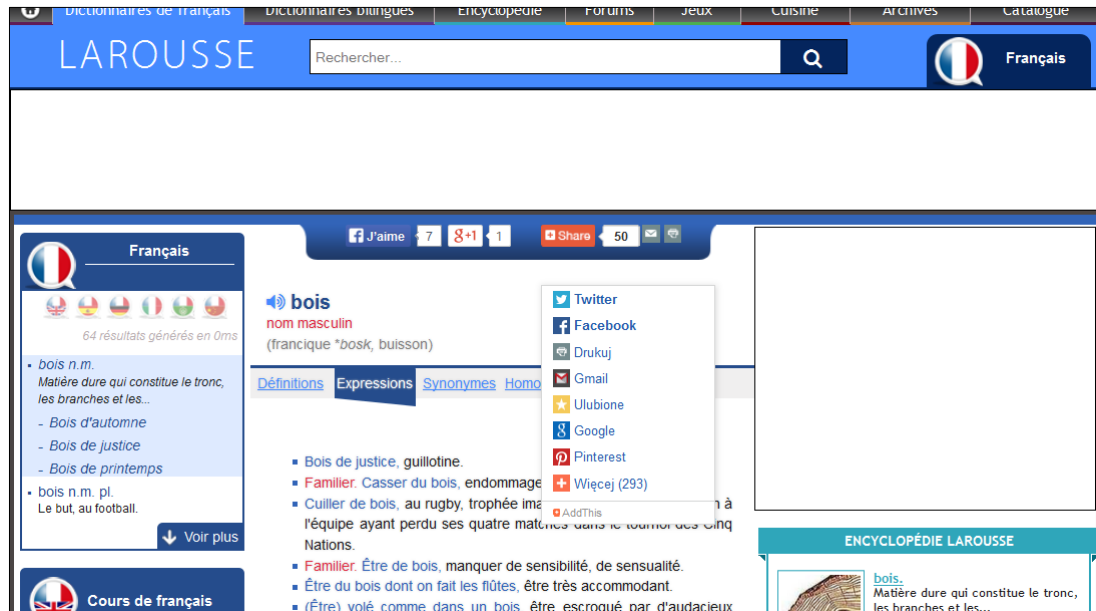 Dictionnaires de français Dictionnaires bilingues Encyclopédie Forums Jeux Cuisine Archives Catalogue
LAROUSSE Rechercher... Français
J'aime 7 g+1 1 Share 50
Français
64 résultats générés en 0ms
bois n.m.
Matière dure qui constitue le tronc,
les branches et les...
- Bois d'automne
- Bois de justice
- Bois de printemps
bois n.m. pl.
Le but, au football.
Voir plus
Cours de français
bois
nom masculin
(francique *bosk, buisson)
Définitions Expressions Synonymes Homo
Bois de justice, guillotine.
Familier. Casser du bois, endommage
Cuiller de bois, au rugby, trophée ima n à
l'équipe ayant perdu ses quatre matches dans le tournoi des Cinq
Nations.
Familier. Être de bois, manquer de sensibilité, de sensualité.
Être du bois dont on fait les flûtes, être très accommodant.
(Être) volé comme dans un bois, être escroqué par d'audacieux
Twitter
Facebook
Drukuj
Gmail
Ulubione
Google
Pinterest
Więcej (293)
AddThis
ENCYCLOPÉDIE LAROUSSE
bois.
Matière dure qui constitue le tronc,
les branches et les...